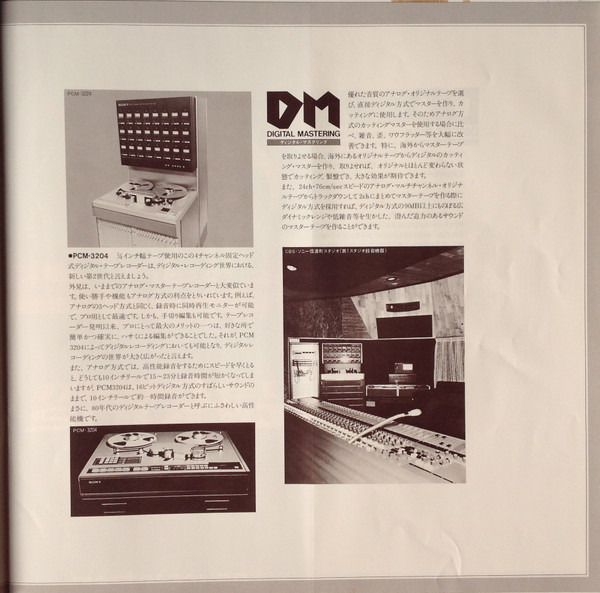 PCM-3224
SONY
●PCM-3204 ¼インチ幅テープ使用のこの4チャンネル固定ヘッド
式ディジタル・テープレコーダーは、ディジタル・レコーディング世界における、
新しい第2世代と言えましょう。
外見は、いままでのアナログ・マスターテープレコーダーと大変似ていま
す。使い勝手や機能もアナログ方式の利点をとりいれています。例えば、
アナログの3ヘッド方式と同じく、録音時に同時再生モニターが可能
で、プロ用として最適です。しかも、手切り編集も可能です。テープレコ
ーダー発明以来、プロにとって最大のメリットの一つは、好きな所で
簡単かつ確実に、ハサミによる編集ができることでした。それが、PCM
3204によってディジタルレコーディングにおいても可能となり、ディジタルレ
コーディングの世界が大きく広がったと言えます。
また、アナログ方式では、高性能録音をするためにスピードを早くする
と、どうしても10インチリールで15〜23分と録音時間が短かくなってしま
いますが、PCM3204は、16ビットディジタル方式のすばらしいサウンドの
ままで、10インチリールで約一時間録音ができます。
まさに、80年代のディジタルテープレコーダーと呼ぶにふさわしい高性
能機です。
PCM-3204
SONY
DM
DIGITAL MASTERING
ディジタル・マスタリング
優れた音質のアナログ・オリジナルテープを選
び、直接ディジタル方式でマスターを作り、カ
ッティングに使用します。そのためアナログ方
式のカッティングマスターを使用する場合に比
べ、雑音、歪、ワウフラッター等を大幅に改
善できます。特に、海外からマスターテープ
を取りよせる場合、海外にあるオリジナルテープからディジタルのカッティ
ング・マスターを作り、取りよせれば、オリジナルとほとんど変わらない状
態でカッティング、製盤でき、大きな効果が期待できます。
また、24ch・76cm/secスピードのアナログ・マルチチャンネル・オリジナ
ルテープからトラックダウンして2chにまとめてマスターテープを作る際に
ディジタル方式を採用すれば、ディジタル方式の90dB以上にものぼる広
ダイナミックレンジや低雑音等を生かした、澄んだ迫力のあるサウンド
のマスターテープを作ることができます。
CBS・ソニー信濃町スタジオ(第1スタジオ録音機器)